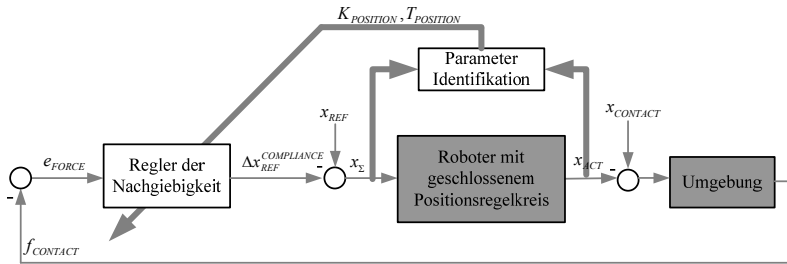 K_POSITION , T_POSITION
Parameter
Identifikation
x_REF
x_CONTACT
e_FORCE
Regler der
Nachgiebigkeit
Δx_REF^COMPLIANCE
-
x_Σ
Roboter mit
geschlossenem
Positionsregelkreis
x_ACT
-
Umgebung
-
f_CONTACT